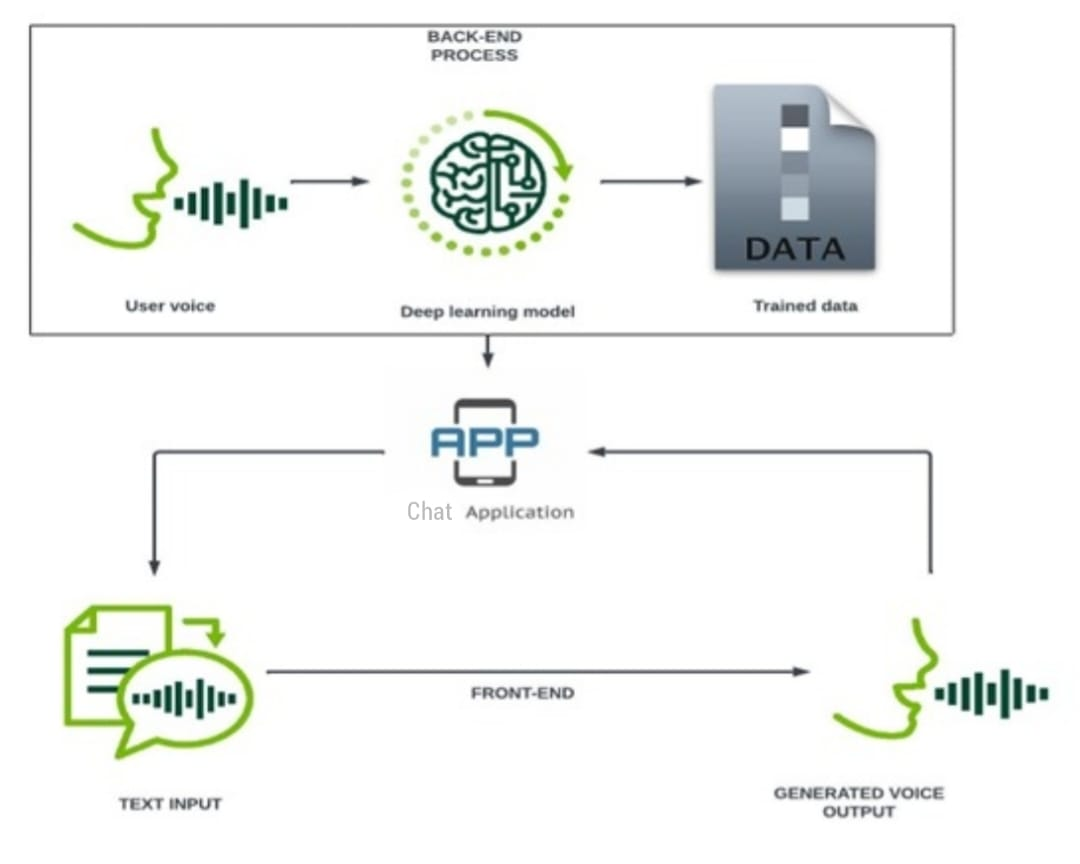 BACK-END
PROCESS
DATA
User voice
Deep learning model
Trained data
APP
Chat Application
FRONT-END
TEXT INPUT
GENERATED VOICE
OUTPUT